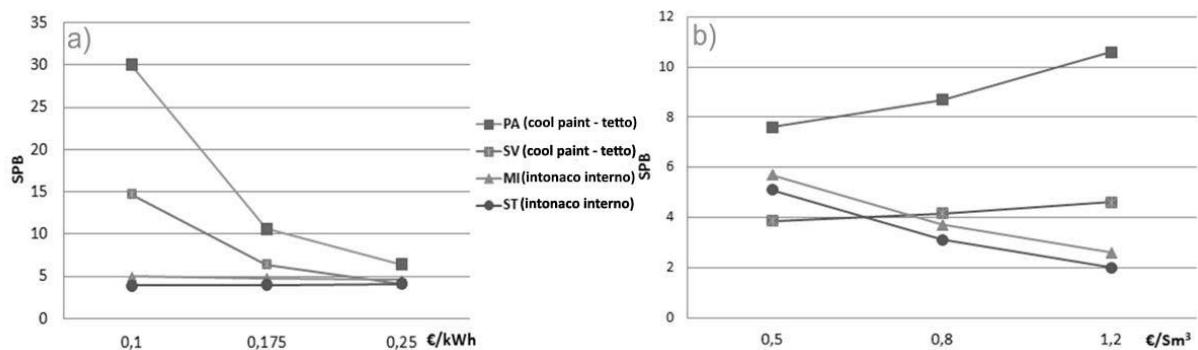 a)
35
30
25
20
15
10
5
0
SPB
0,1 0,175 0,25 €/kWh
PA (cool paint - tetto)
SV (cool paint - tetto)
MI (intonaco interno)
ST (intonaco interno)
b)
12
10
8
6
4
2
0
SPB
0,5 0,8 1,2 €/Sm³